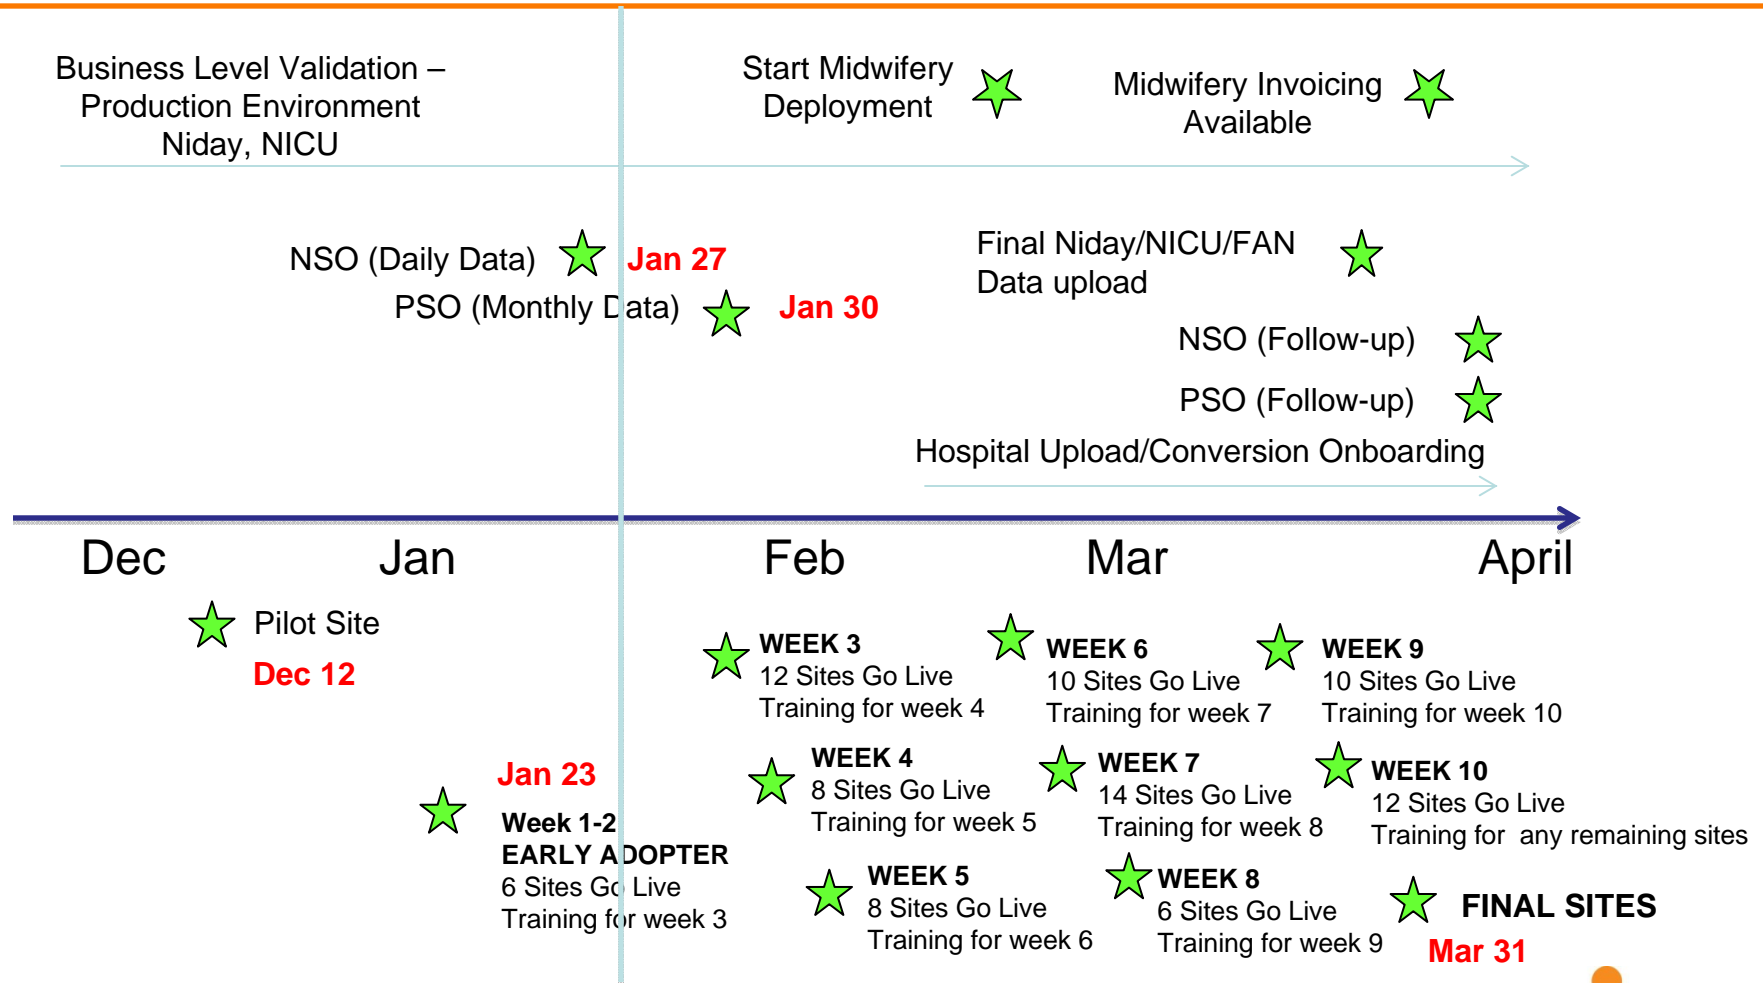 Business Level Validation –
Production Environment
Niday, NICU
Start Midwifery
Deployment
Midwifery Invoicing
Available
NSO (Daily Data)
Jan 27
PSO (Monthly Data)
Jan 30
Final Niday/NICU/FAN
Data upload
NSO (Follow-up)
PSO (Follow-up)
Hospital Upload/Conversion Onboarding
Dec
Jan
Feb
Mar
April
Pilot Site
Dec 12
Jan 23
Week 1-2
EARLY ADOPTER
6 Sites Go Live
Training for week 3
WEEK 3
12 Sites Go Live
Training for week 4
WEEK 4
8 Sites Go Live
Training for week 5
WEEK 5
8 Sites Go Live
Training for week 6
WEEK 6
10 Sites Go Live
Training for week 7
WEEK 7
14 Sites Go Live
Training for week 8
WEEK 8
6 Sites Go Live
Training for week 9
WEEK 9
10 Sites Go Live
Training for week 10
WEEK 10
12 Sites Go Live
Training for  any remaining sites
FINAL SITES
Mar 31